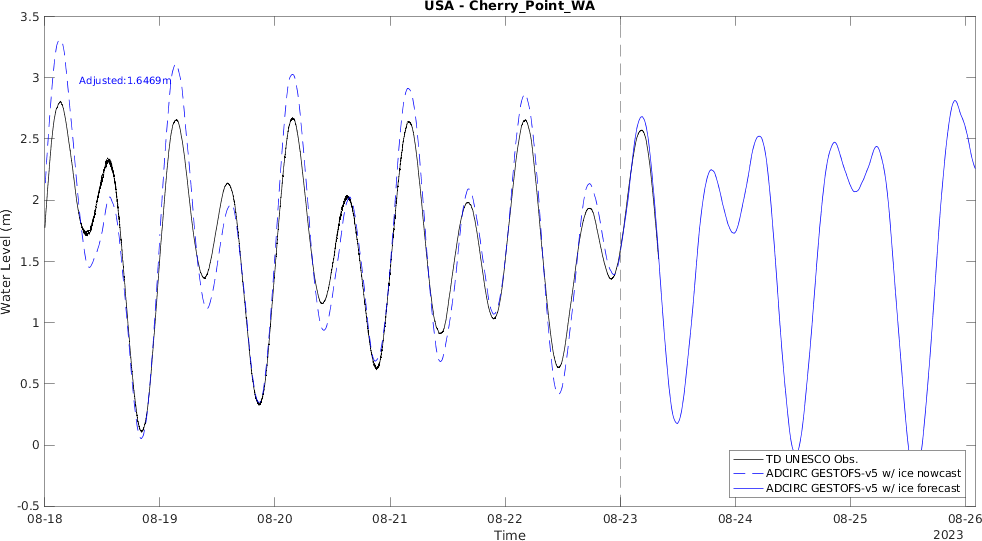 USA - Cherry_Point_WA
3.5
3
2.5
2
1.5
1
0.5
0
-0.5
Water Level (m)
Adjusted:1.6469m
TD UNESCO Obs.
ADCIRC GESTOFS-v5 w/ ice nowcast
ADCIRC GESTOFS-v5 w/ ice forecast
08-18 08-19 08-20 08-21 08-22 08-23 08-24 08-25 08-26
Time
2023